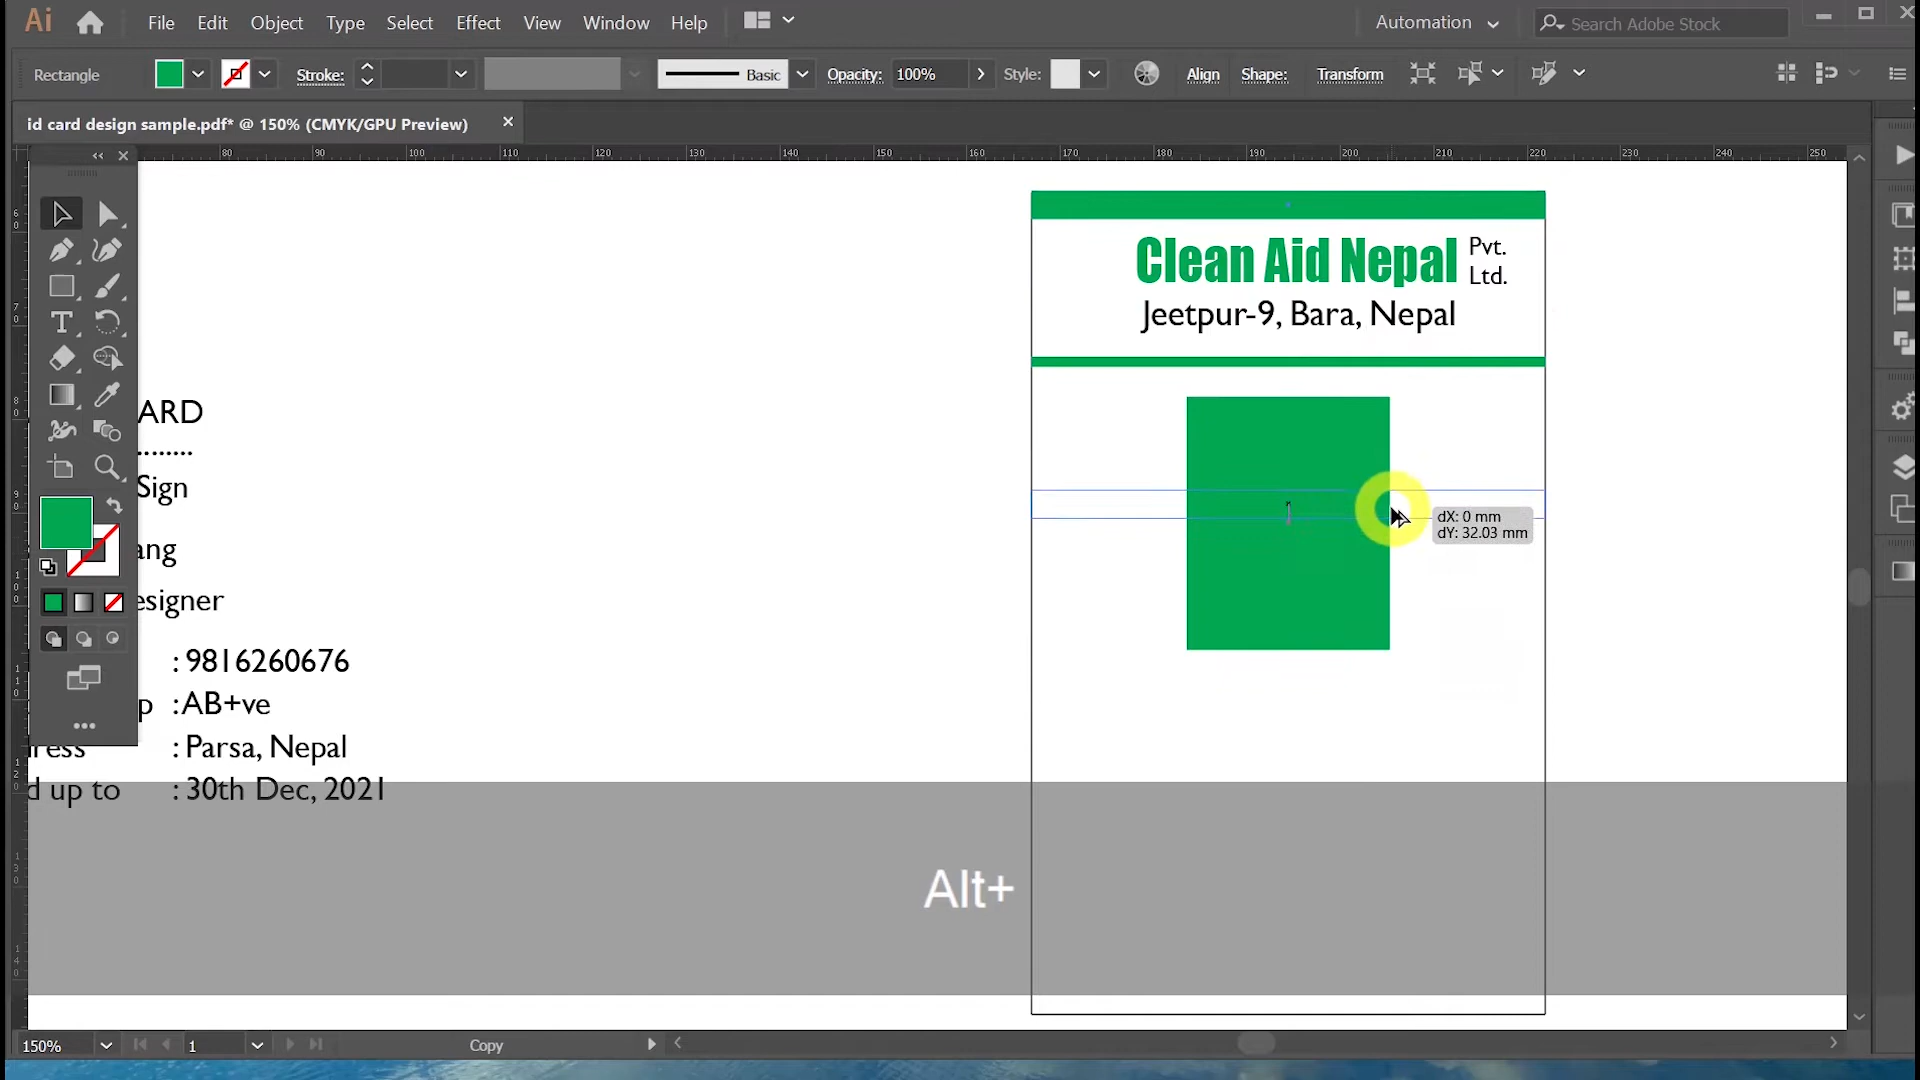 Ai File Edit Object Type Select Effect View Window Help Automation Search Adobe Stock
Rectangle Stroke: Basic Opacity: 100% Style: Align Shape: Transform
id card design sample.pdf* @ 150% (CMYK/GPU Preview)
80 90 100 110 120 130 140 150 160 170 180 190 200 210 220 230 240 250
Clean Aid Nepal Pvt. Ltd.
Jeetpur-9, Bara, Nepal
ARD
........
Sign
ang
esigner
: 9816260676
p : AB+ve
ress : Parsa, Nepal
d up to : 30th Dec, 2021
dX: 0 mm
dY: 32.03 mm
Alt+
150% 1 Copy